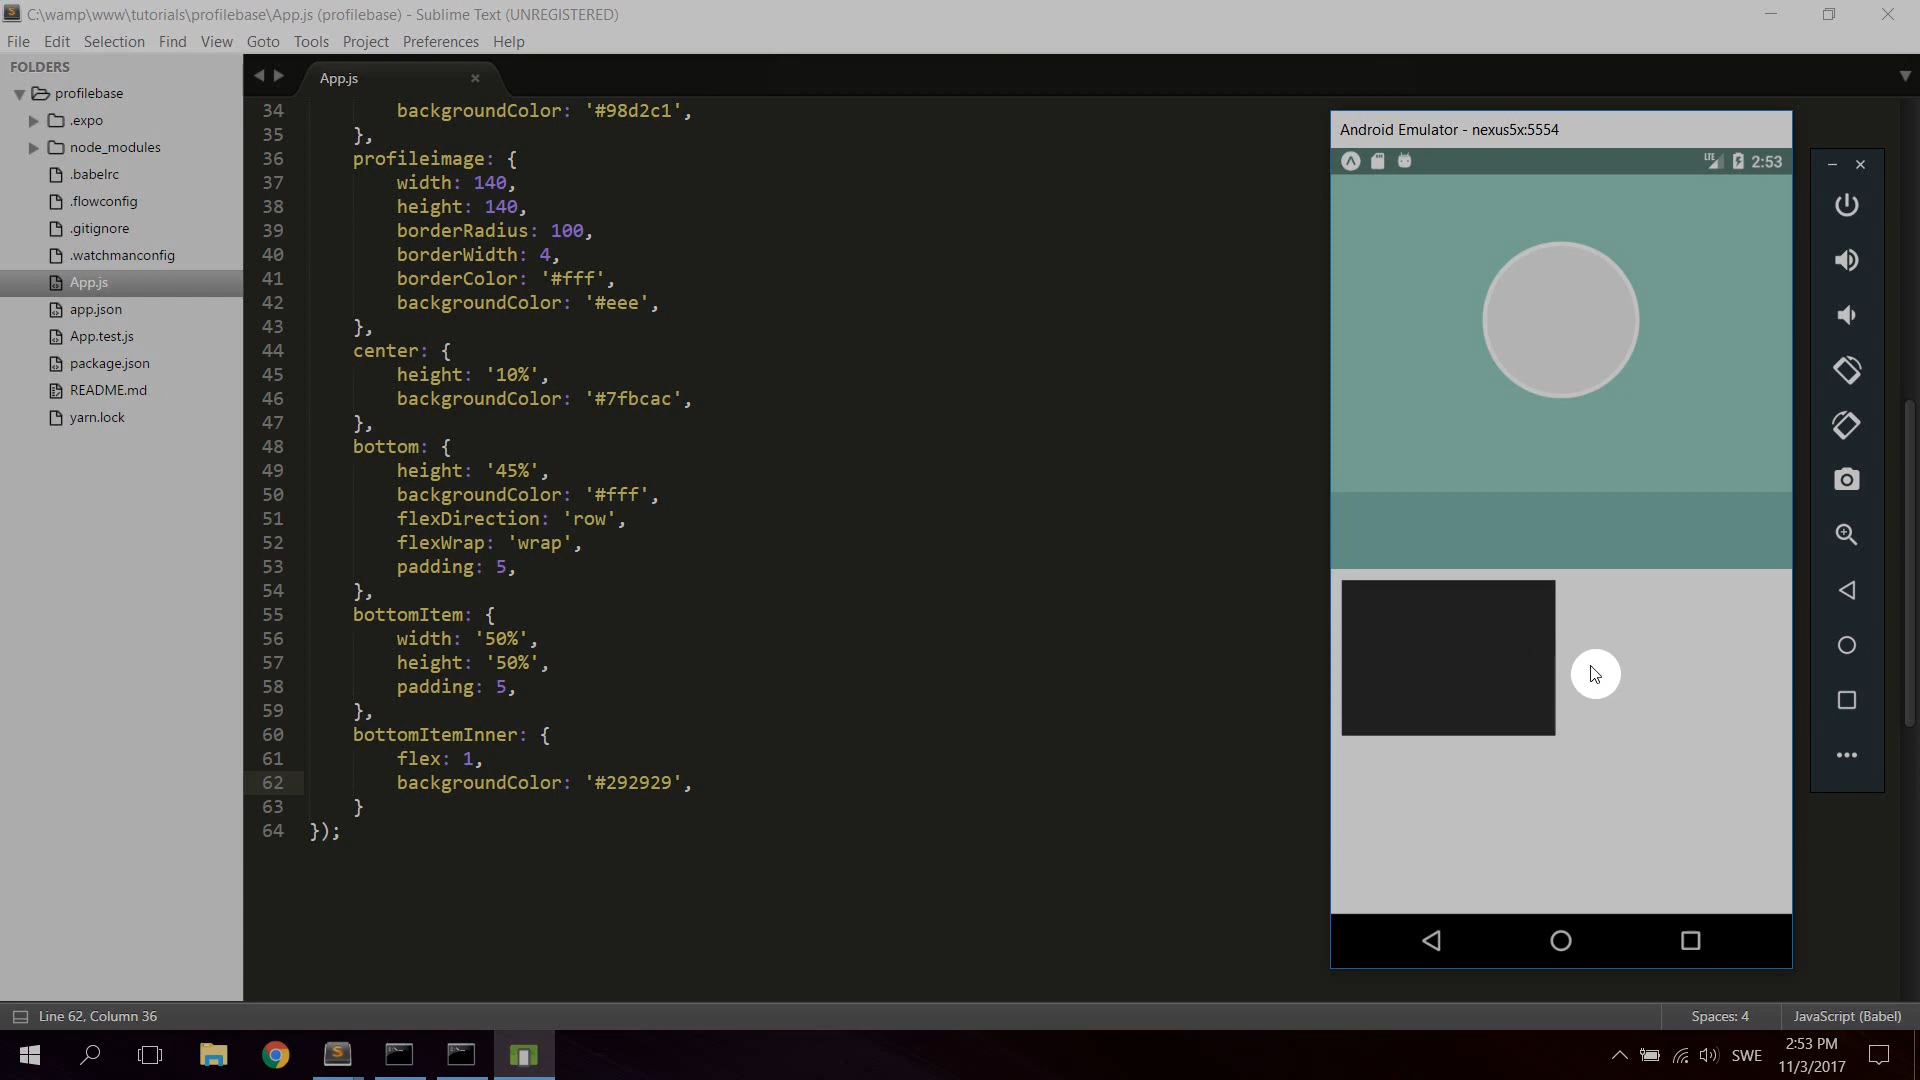 C:\wamp\www\tutorials\profilebase\App.js (profilebase) - Sublime Text (UNREGISTERED)
File Edit Selection Find View Goto Tools Project Preferences Help
FOLDERS
profilebase
.expo
node_modules
.babelrc
.flowconfig
.gitignore
.watchmanconfig
App.js
app.json
App.test.js
package.json
README.md
yarn.lock
App.js
34 backgroundColor: '#98d2c1',
35 },
36 profileimage: {
37 width: 140,
38 height: 140,
39 borderRadius: 100,
40 borderWidth: 4,
41 borderColor: '#fff',
42 backgroundColor: '#eee',
43 },
44 center: {
45 height: '10%',
46 backgroundColor: '#7fbcac',
47 },
48 bottom: {
49 height: '45%',
50 backgroundColor: '#fff',
51 flexDirection: 'row',
52 flexWrap: 'wrap',
53 padding: 5,
54 },
55 bottomItem: {
56 width: '50%',
57 height: '50%',
58 padding: 5,
59 },
60 bottomItemInner: {
61 flex: 1,
62 backgroundColor: '#292929',
63 }
64 });
Android Emulator - nexus5x:5554
LTE 2:53
Line 62, Column 36
Spaces: 4
JavaScript (Babel)
SWE
2:53 PM
11/3/2017